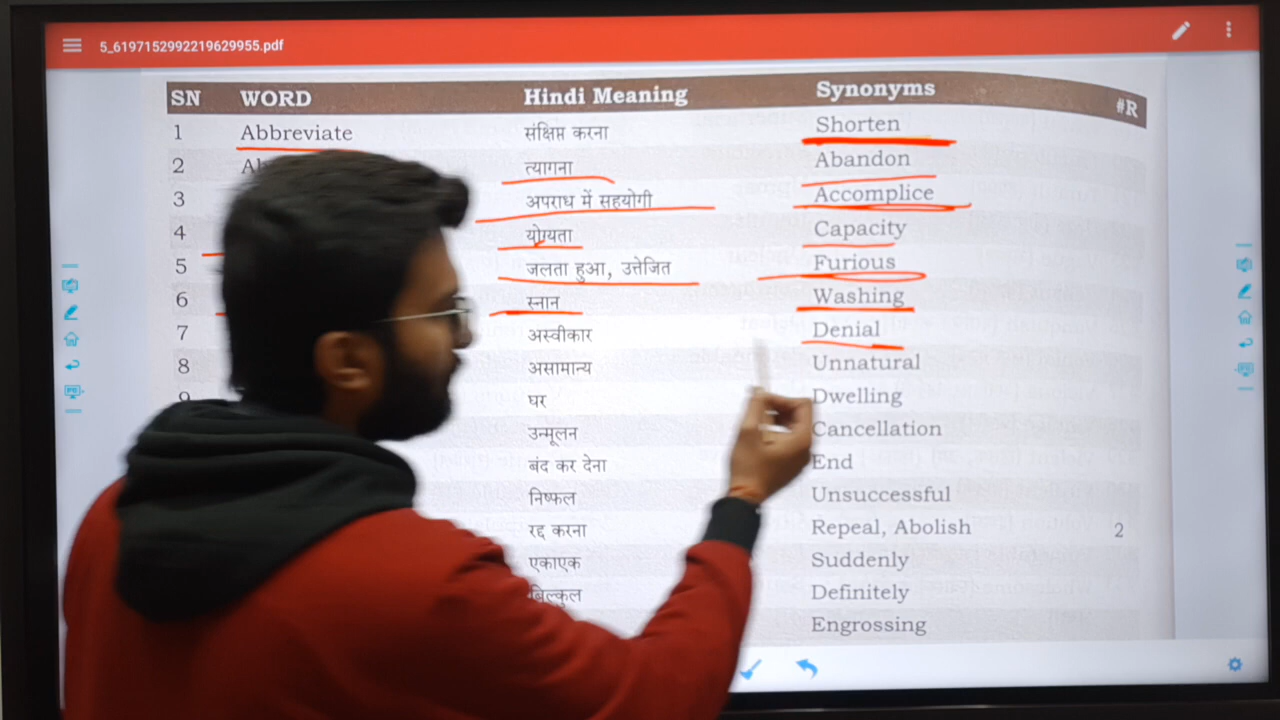 5_6197152992219629955.pdf
SN WORD Hindi Meaning Synonyms #R
1 Abbreviate संक्षिप्त करना Shorten
2 त्यागना Abandon
3 अपराध में सहयोगी Accomplice
4 योग्यता Capacity
5 जलता हुआ, उत्तेजित Furious
6 स्नान Washing
7 अस्वीकार Denial
8 असामान्य Unnatural
9 घर Dwelling
उन्मूलन Cancellation
बंद कर देना End
निष्फल Unsuccessful
रद्द करना Repeal, Abolish 2
एकाएक Suddenly
बिल्कुल Definitely
Engrossing